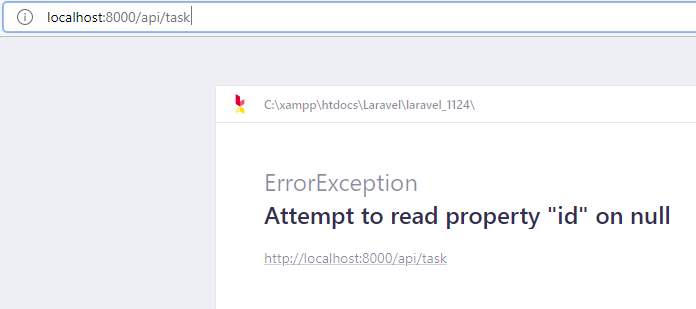 localhost:8000/api/task
C:\xampp\htdocs\Laravel\laravel_1124\
ErrorException
Attempt to read property "id" on null
http://localhost:8000/api/task